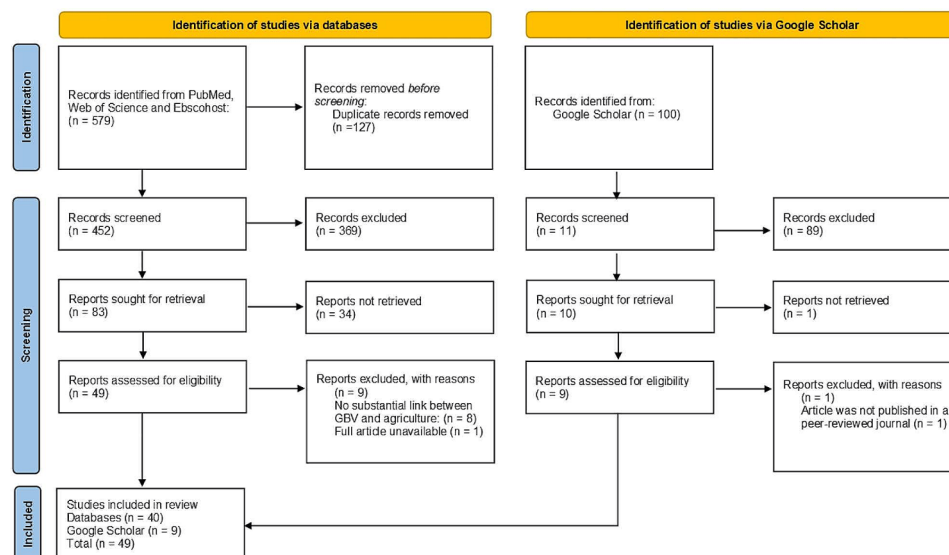 Identification of studies via databases
Identification of studies via Google Scholar
Identification
Records identified from PubMed,
Web of Science and Ebscohost:
(n = 579)
Records removed before
screening:
Duplicate records removed
(n =127)
Records identified from:
Google Scholar (n = 100)
Screening
Records screened
(n = 452)
Records excluded
(n = 369)
Records screened
(n = 11)
Records excluded
(n = 89)
Reports sought for retrieval
(n = 83)
Reports not retrieved
(n = 34)
Reports sought for retrieval
(n = 10)
Reports not retrieved
(n = 1)
Reports assessed for eligibility
(n = 49)
Reports excluded, with reasons
(n = 9)
No substantial link between
GBV and agriculture: (n = 8)
Full article unavailable (n = 1)
Reports assessed for eligibility
(n = 9)
Reports excluded, with reasons
(n = 1)
Article was not published in a
peer-reviewed journal (n = 1)
Included
Studies included in review
Databases (n = 40)
Google Scholar (n = 9)
Total (n = 49)